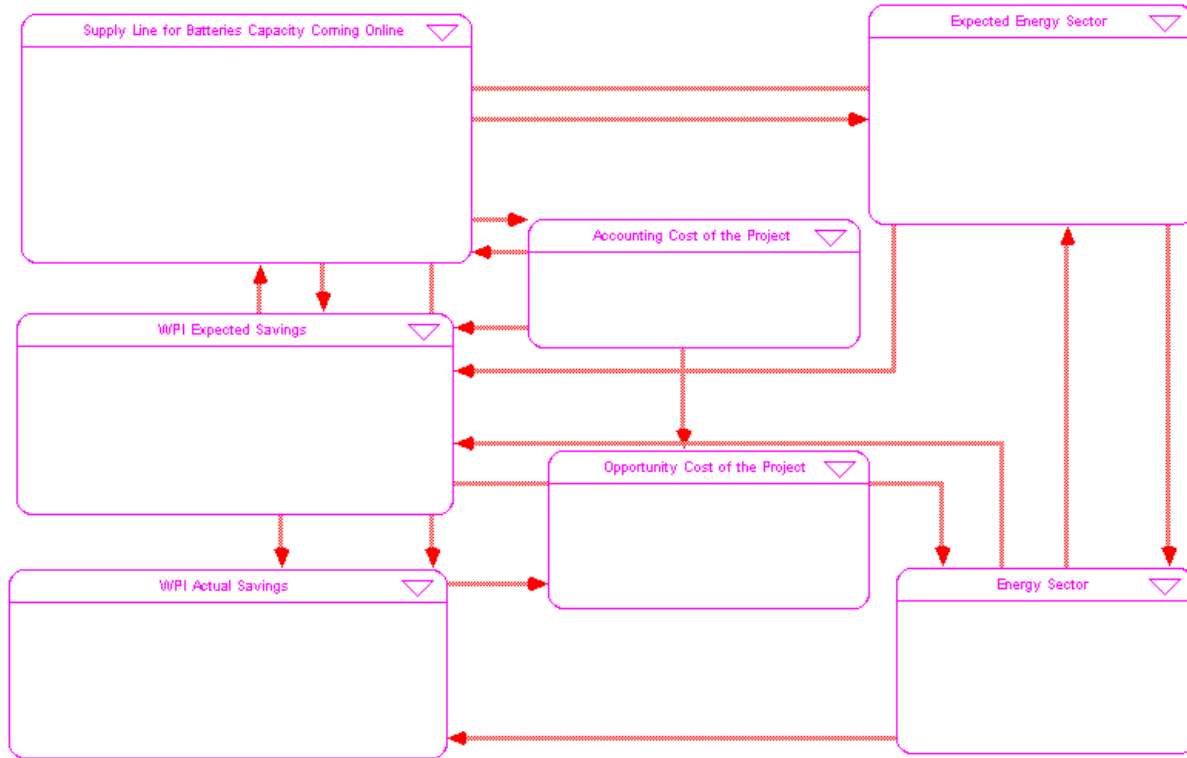 Supply Line for Batteries Capacity Coming Online
Expected Energy Sector
Accounting Cost of the Project
WPI Expected Savings
Opportunity Cost of the Project
WPI Actual Savings
Energy Sector